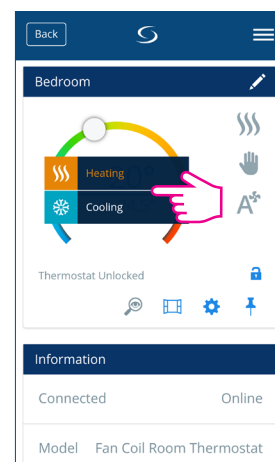 Back
Bedroom
Heating
Cooling
A
Thermostat Unlocked
Information
Connected Online
Model Fan Coil Room Thermostat